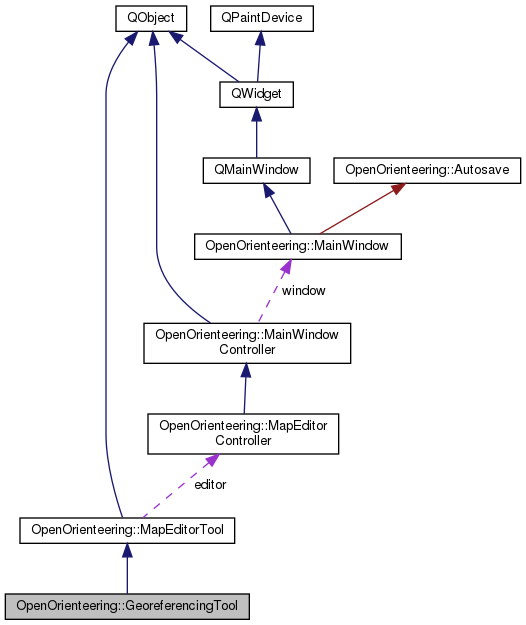 QObject
QPaintDevice
QWidget
QMainWindow
OpenOrienteering::Autosave
OpenOrienteering::MainWindow
window
OpenOrienteering::MainWindow
Controller
OpenOrienteering::MapEditor
Controller
editor
OpenOrienteering::MapEditorTool
OpenOrienteering::GeoreferencingTool